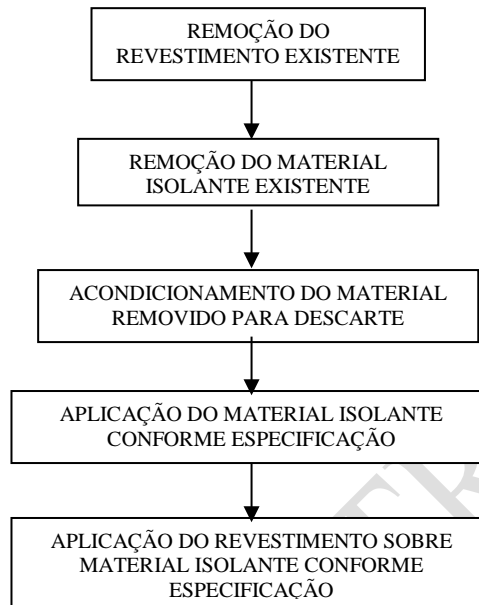 REMOÇÃO DO
REVESTIMENTO EXISTENTE
REMOÇÃO DO MATERIAL
ISOLANTE EXISTENTE
ACONDICIONAMENTO DO MATERIAL
REMOVIDO PARA DESCARTE
APLICAÇÃO DO MATERIAL ISOLANTE
CONFORME ESPECIFICAÇÃO
APLICAÇÃO DO REVESTIMENTO SOBRE
MATERIAL ISOLANTE CONFORME
ESPECIFICAÇÃO